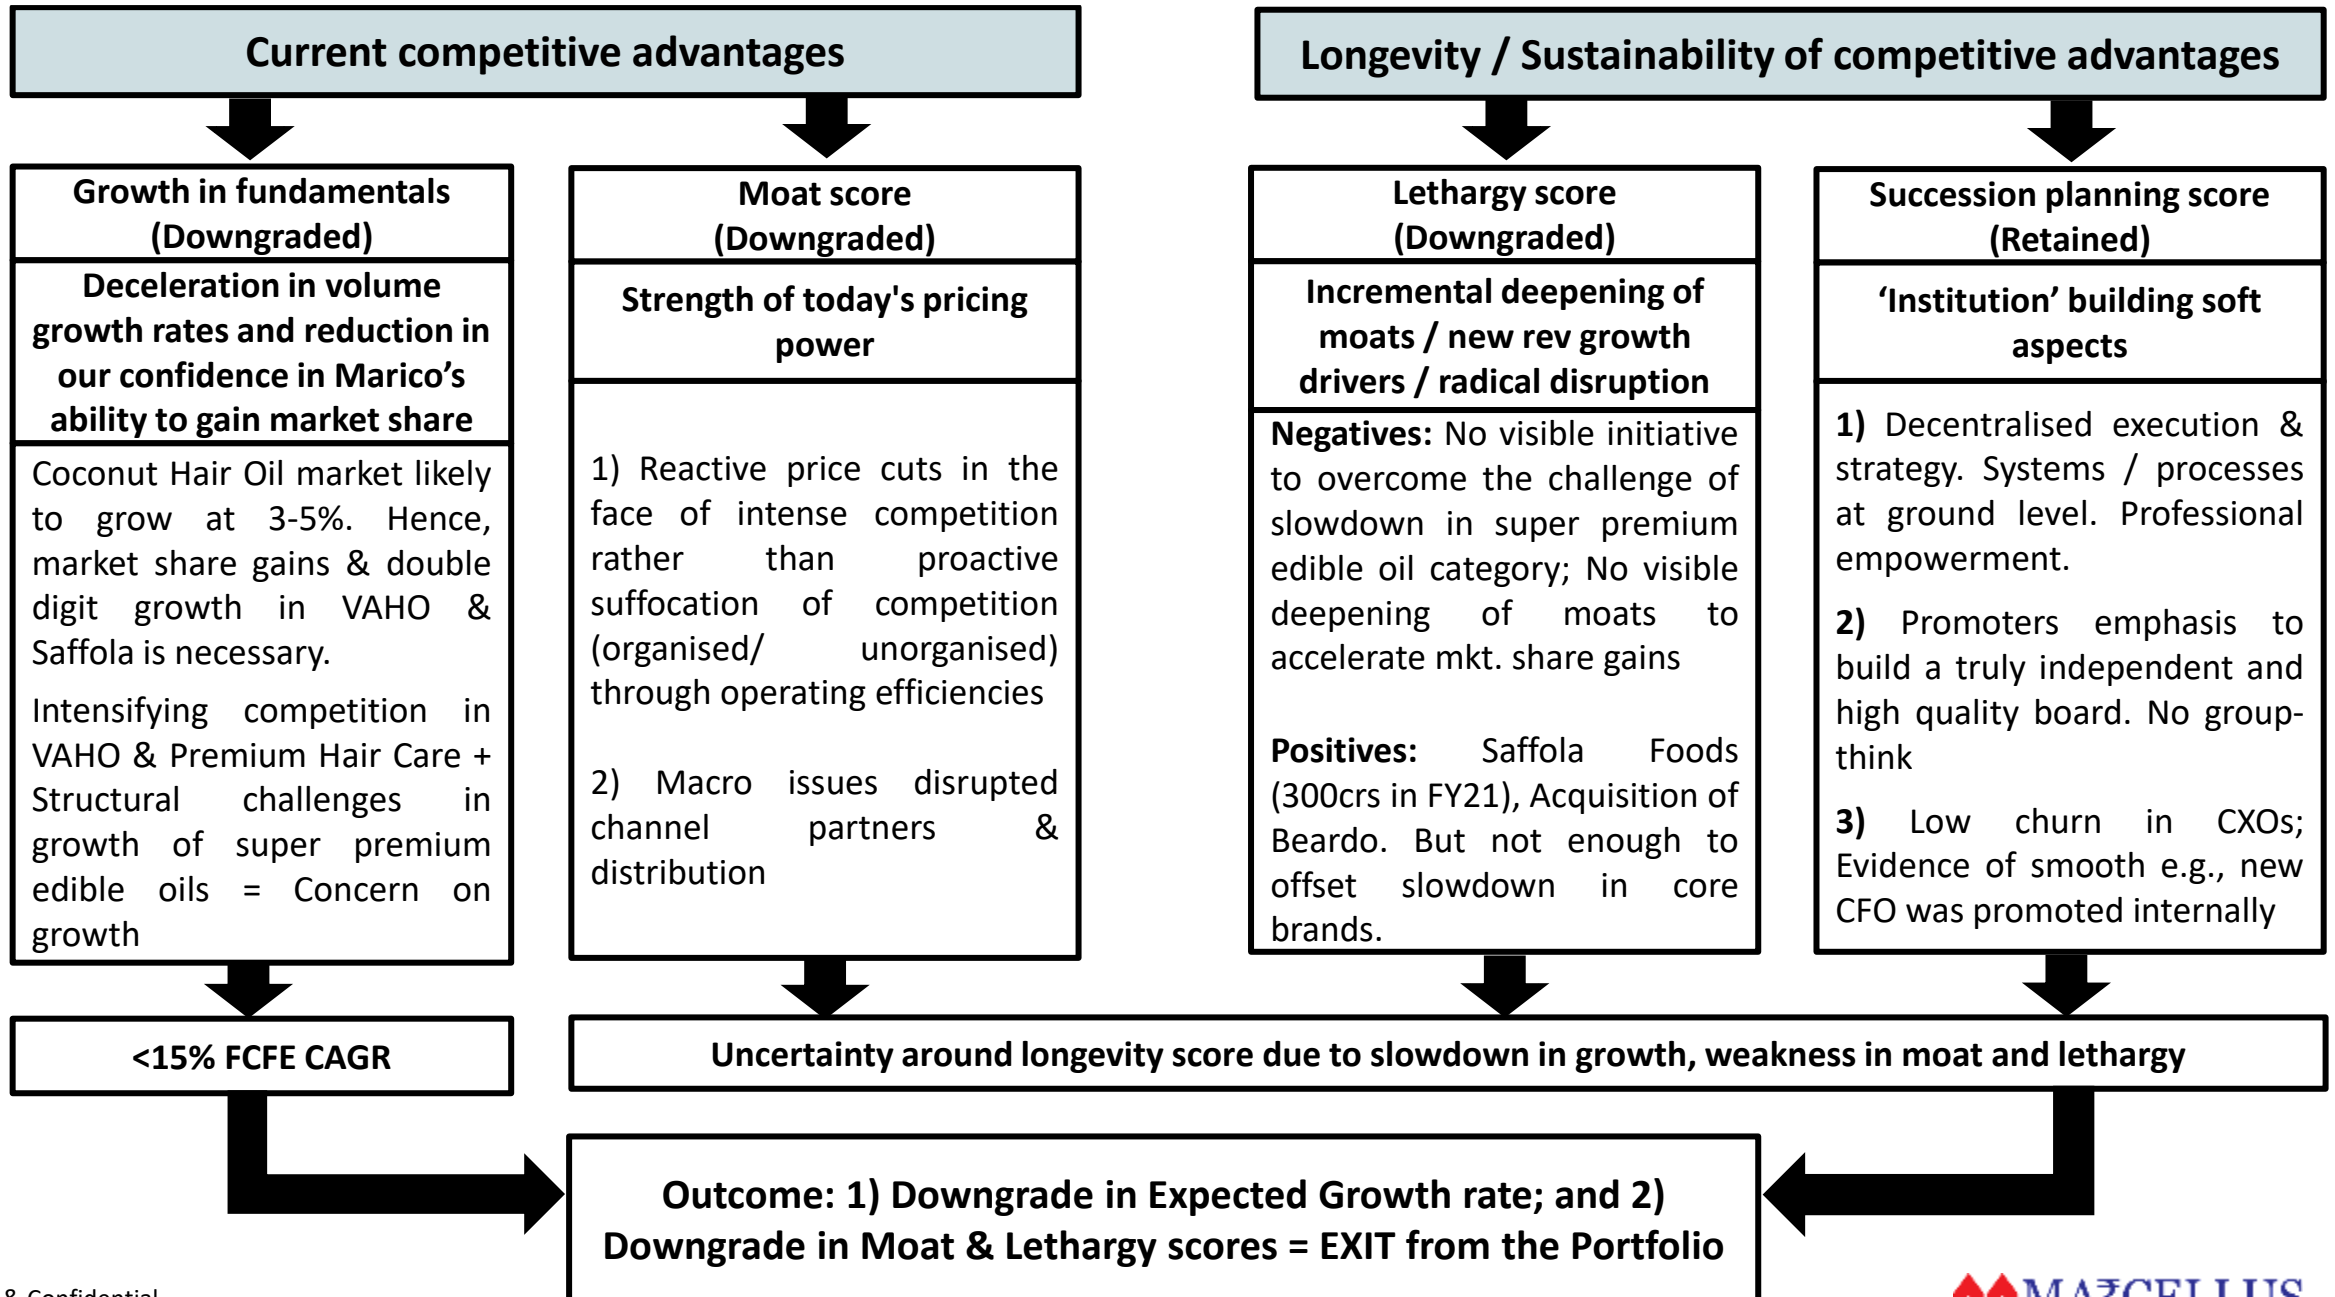 Current competitive advantages
Longevity / Sustainability of competitive advantages
Growth in fundamentals
(Downgraded)
Deceleration in volume
growth rates and reduction in
our confidence in Marico's
ability to gain market share
Coconut Hair Oil market likely
to grow at 3-5%. Hence,
market share gains & double
digit growth in VAHO &
Saffola is necessary.
Intensifying competition in
VAHO & Premium Hair Care +
Structural challenges in
growth of super premium
edible oils = Concern on
growth
Moat score
(Downgraded)
Strength of today's pricing
power
1) Reactive price cuts in the
face of intense competition
rather than proactive
suffocation of competition
(organised/ unorganised)
through operating efficiencies
2) Macro issues disrupted
channel partners &
distribution
Lethargy score
(Downgraded)
Incremental deepening of
moats / new rev growth
drivers / radical disruption
Negatives: No visible initiative
to overcome the challenge of
slowdown in super premium
edible oil category; No visible
deepening of moats to
accelerate mkt. share gains
Positives: Saffola Foods
(300crs in FY21), Acquisition of
Beardo. But not enough to
offset slowdown in core
brands.
Succession planning score
(Retained)
‘Institution’ building soft
aspects
1) Decentralised execution &
strategy. Systems / processes
at ground level. Professional
empowerment.
2) Promoters emphasis to
build a truly independent and
high quality board. No group-
think
3) Low churn in CXOs;
Evidence of smooth e.g., new
CFO was promoted internally
<15% FCFE CAGR
Uncertainty around longevity score due to slowdown in growth, weakness in moat and lethargy
Outcome: 1) Downgrade in Expected Growth rate; and 2)
Downgrade in Moat & Lethargy scores = EXIT from the Portfolio
& Confidential
MA₹CELLUS